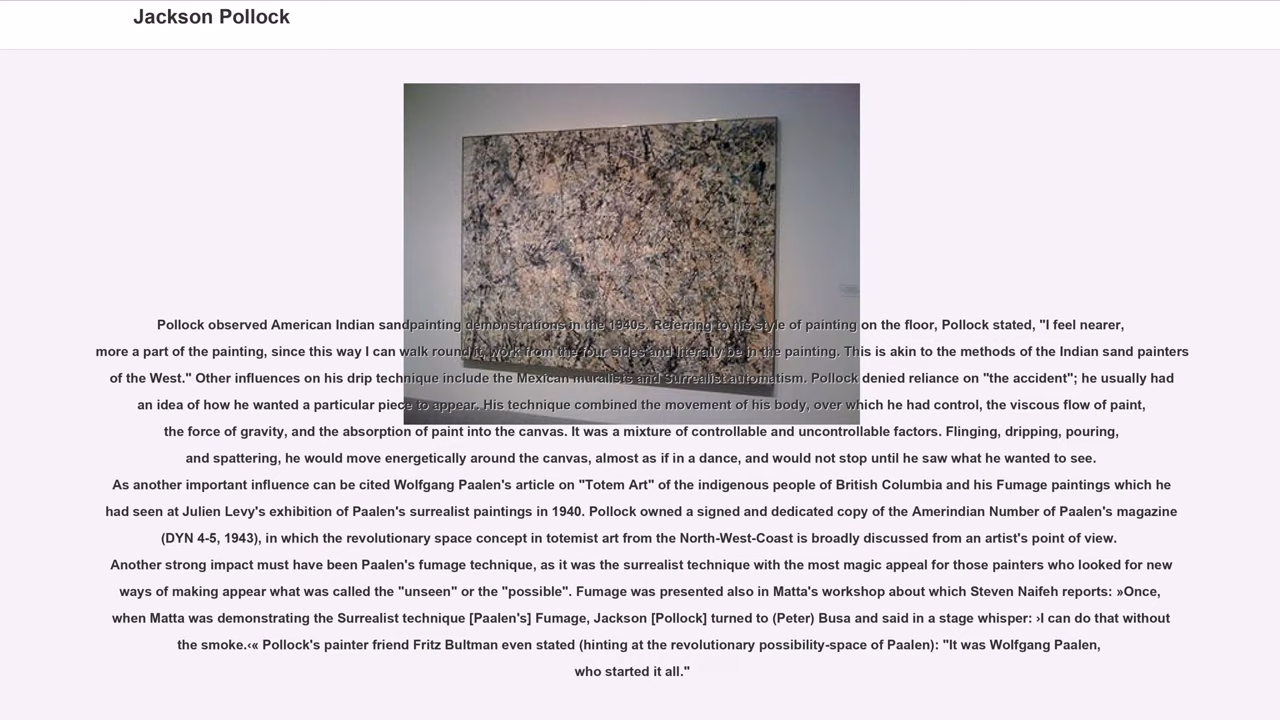 Jackson Pollock
Pollock observed American Indian sandpainting demonstrations in the 1940s. Referring to his style of painting on the floor, Pollock stated, "I feel nearer,
more a part of the painting, since this way I can walk round it, work from the four sides and literally be in the painting. This is akin to the methods of the Indian sand painters
of the West." Other influences on his drip technique include the Mexican muralists and Surrealist automatism. Pollock denied reliance on "the accident"; he usually had
an idea of how he wanted a particular piece to appear. His technique combined the movement of his body, over which he had control, the viscous flow of paint,
the force of gravity, and the absorption of paint into the canvas. It was a mixture of controllable and uncontrollable factors. Flinging, dripping, pouring,
and spattering, he would move energetically around the canvas, almost as if in a dance, and would not stop until he saw what he wanted to see.
As another important influence can be cited Wolfgang Paalen's article on "Totem Art" of the indigenous people of British Columbia and his Fumage paintings which he
had seen at Julien Levy's exhibition of Paalen's surrealist paintings in 1940. Pollock owned a signed and dedicated copy of the Amerindian Number of Paalen's magazine
(DYN 4-5, 1943), in which the revolutionary space concept in totemist art from the North-West-Coast is broadly discussed from an artist's point of view.
Another strong impact must have been Paalen's fumage technique, as it was the surrealist technique with the most magic appeal for those painters who looked for new
ways of making appear what was called the "unseen" or the "possible". Fumage was presented also in Matta's workshop about which Steven Naifeh reports: »Once,
when Matta was demonstrating the Surrealist technique [Paalen's] Fumage, Jackson [Pollock] turned to (Peter) Busa and said in a stage whisper: ›I can do that without
the smoke.‹« Pollock's painter friend Fritz Bultman even stated (hinting at the revolutionary possibility-space of Paalen): "It was Wolfgang Paalen,
who started it all."